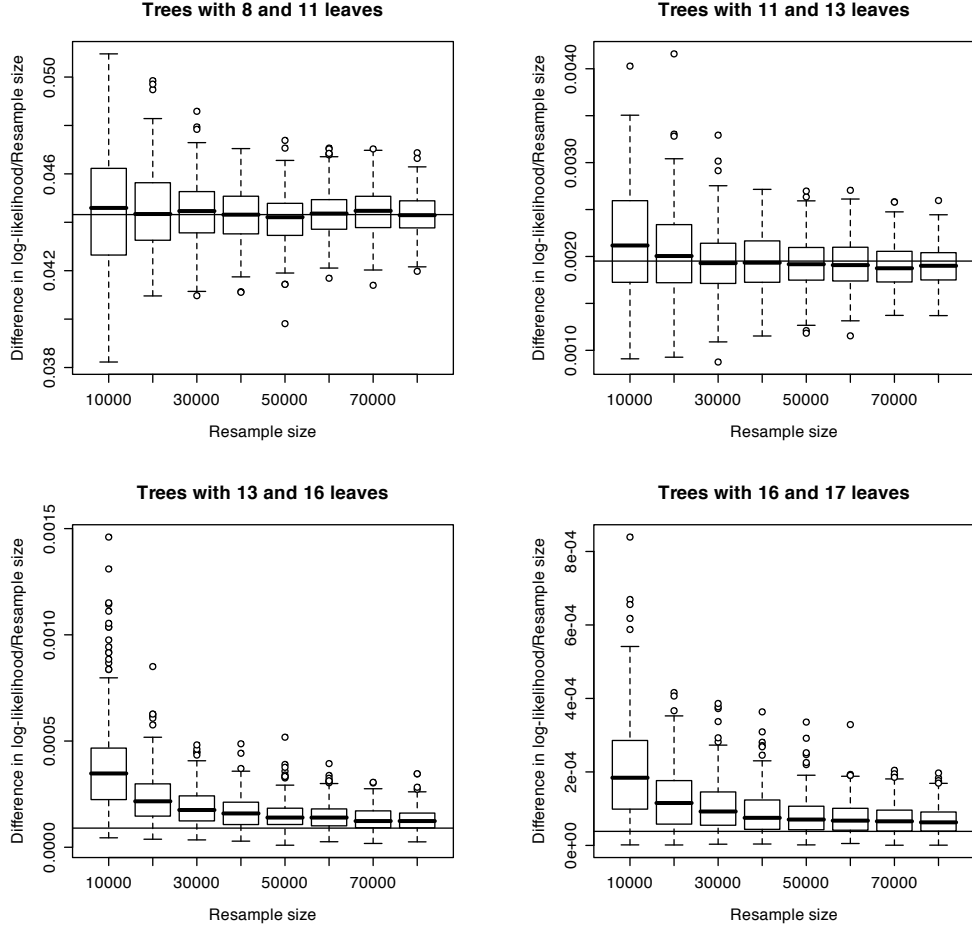 Trees with 8 and 11 leaves
Difference in log-likelihood/Resample size
0.050
0.046
0.042
0.038
10000
30000
50000
70000
Resample size
Trees with 11 and 13 leaves
Difference in log-likelihood/Resample size
0.0040
0.0030
0.0020
0.0010
10000
30000
50000
70000
Resample size
Trees with 13 and 16 leaves
Difference in log-likelihood/Resample size
0.0015
0.0010
0.0005
0.0000
10000
30000
50000
70000
Resample size
Trees with 16 and 17 leaves
Difference in log-likelihood/Resample size
8e-04
6e-04
4e-04
2e-04
0e+00
10000
30000
50000
70000
Resample size